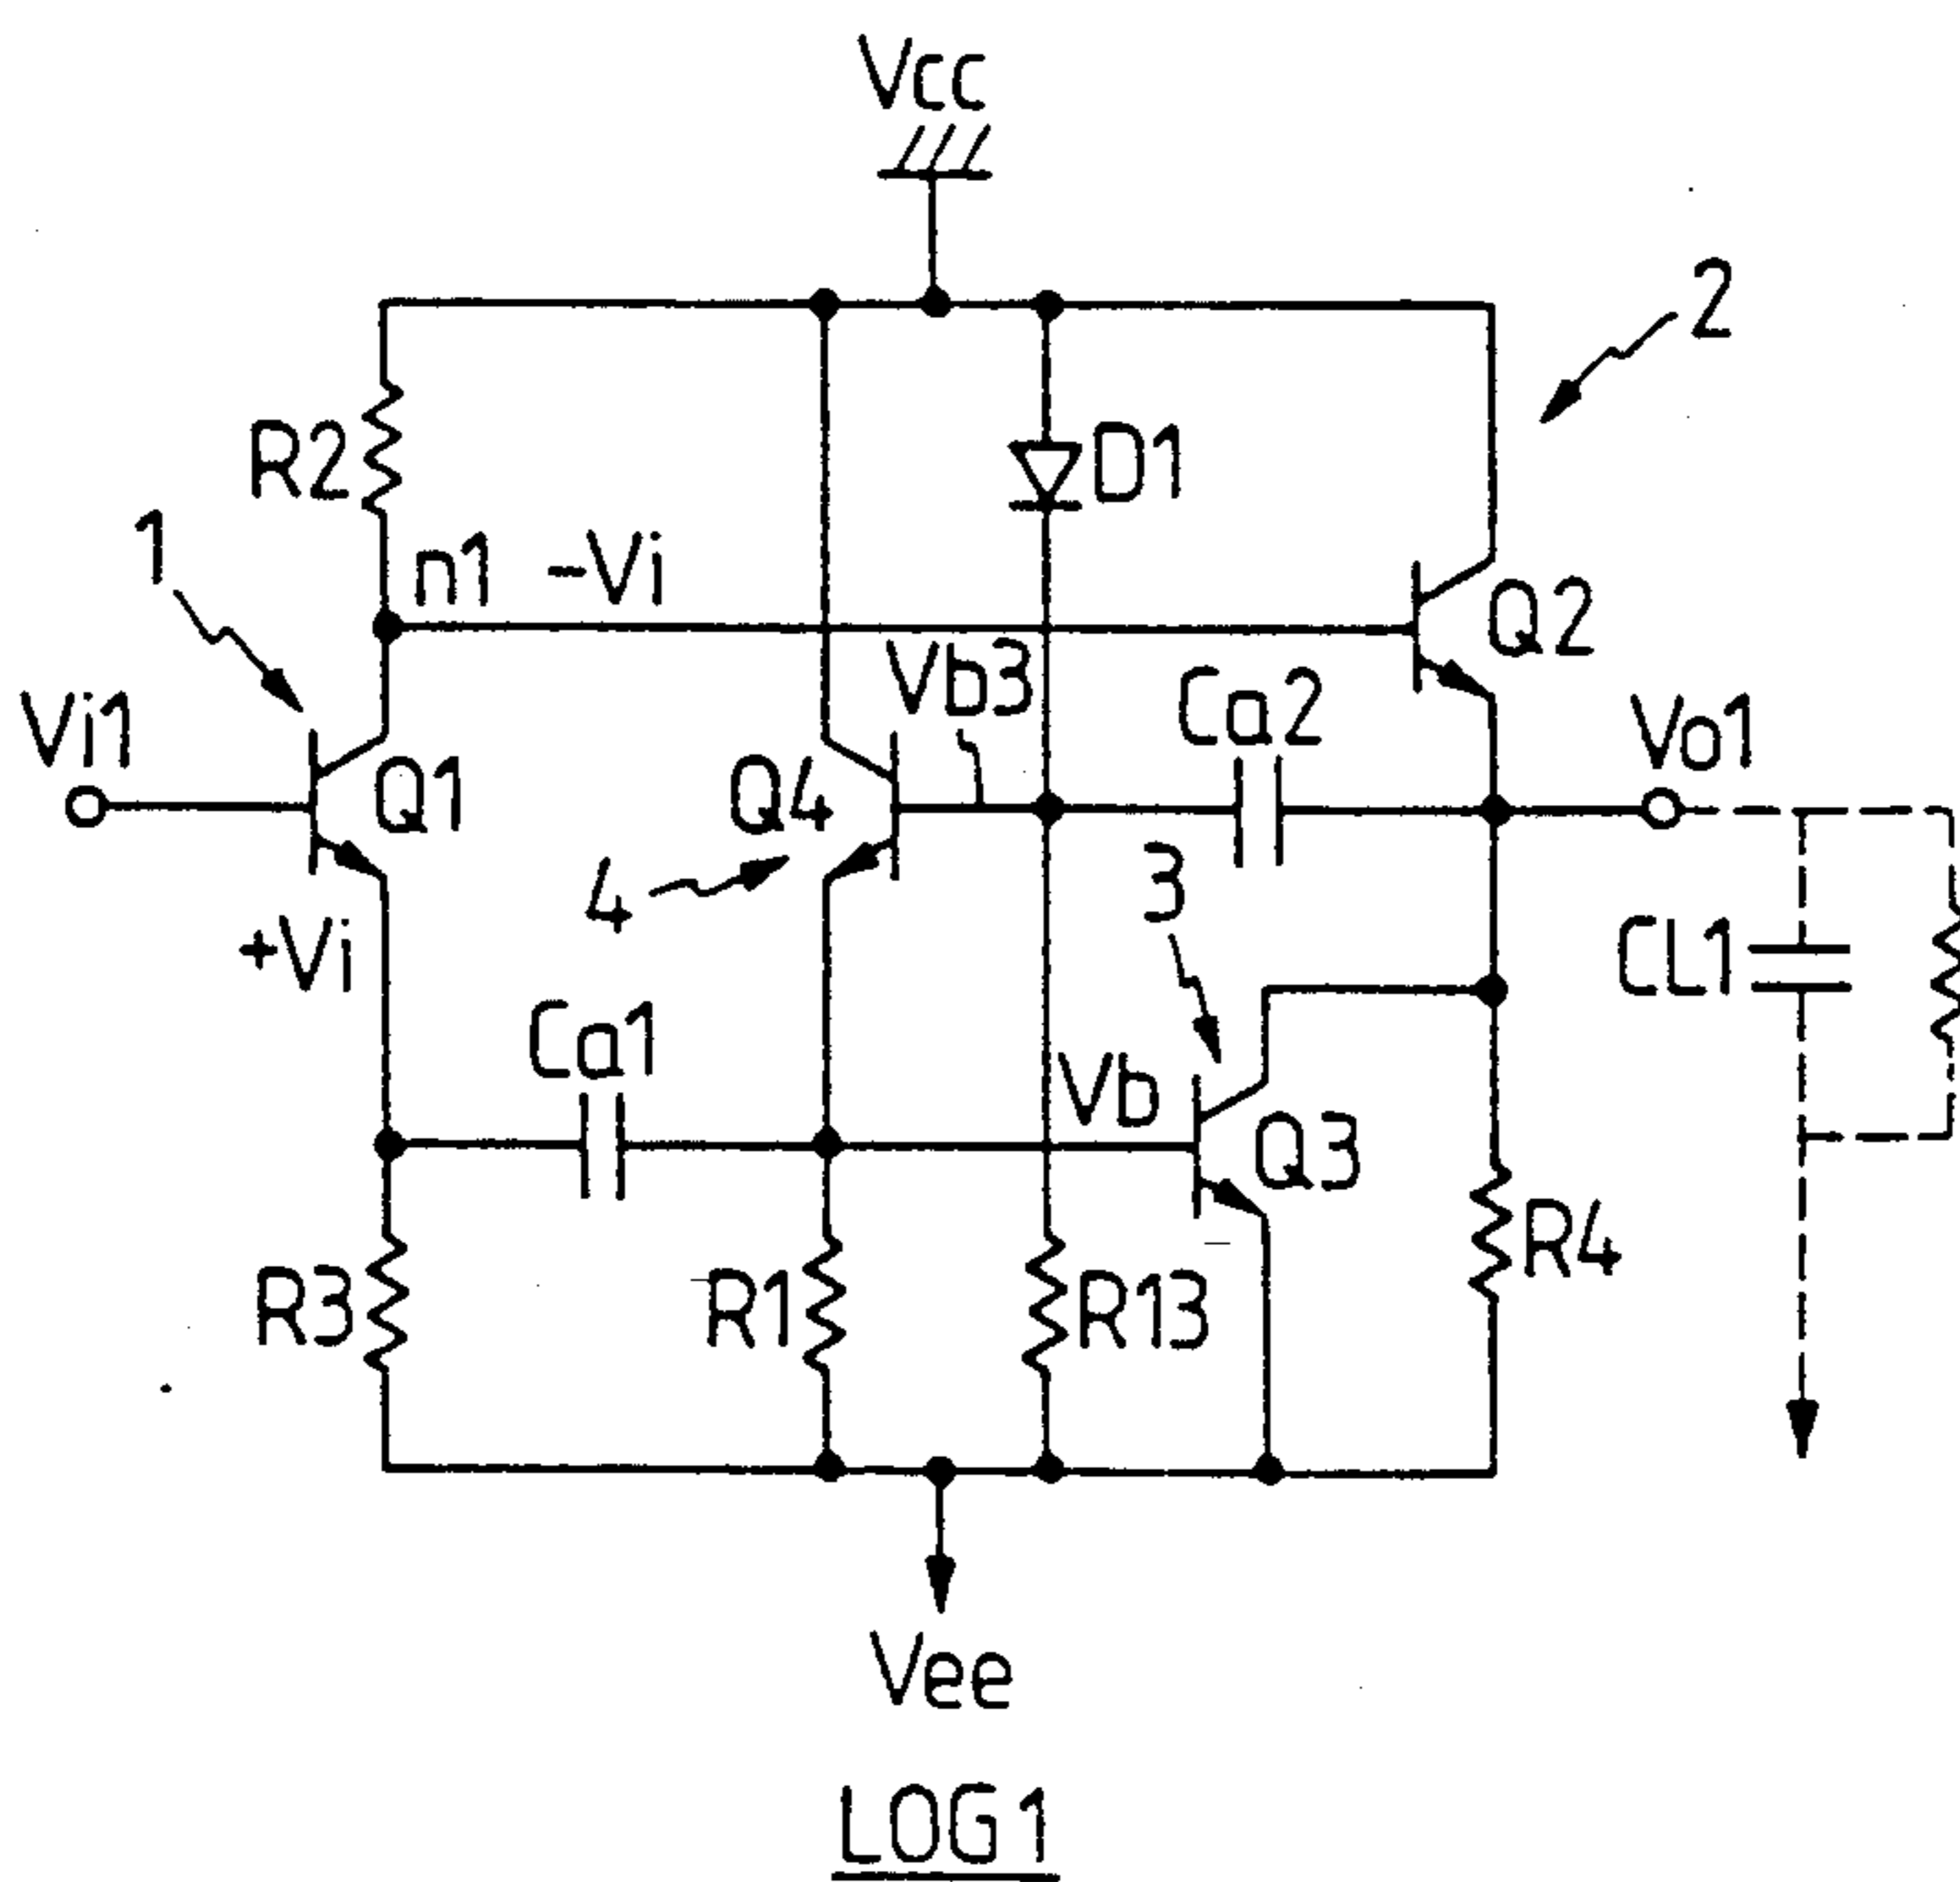 Vcc
2
R2
D1
1
n1 -Vi
Q2
Vb3
Ca2
Vi1
Vo1
Q1
Q4
4
3
+Vi
CL1
Ca1
Vb
Q3
R4
R3
R1
R13
Vee
LOG1